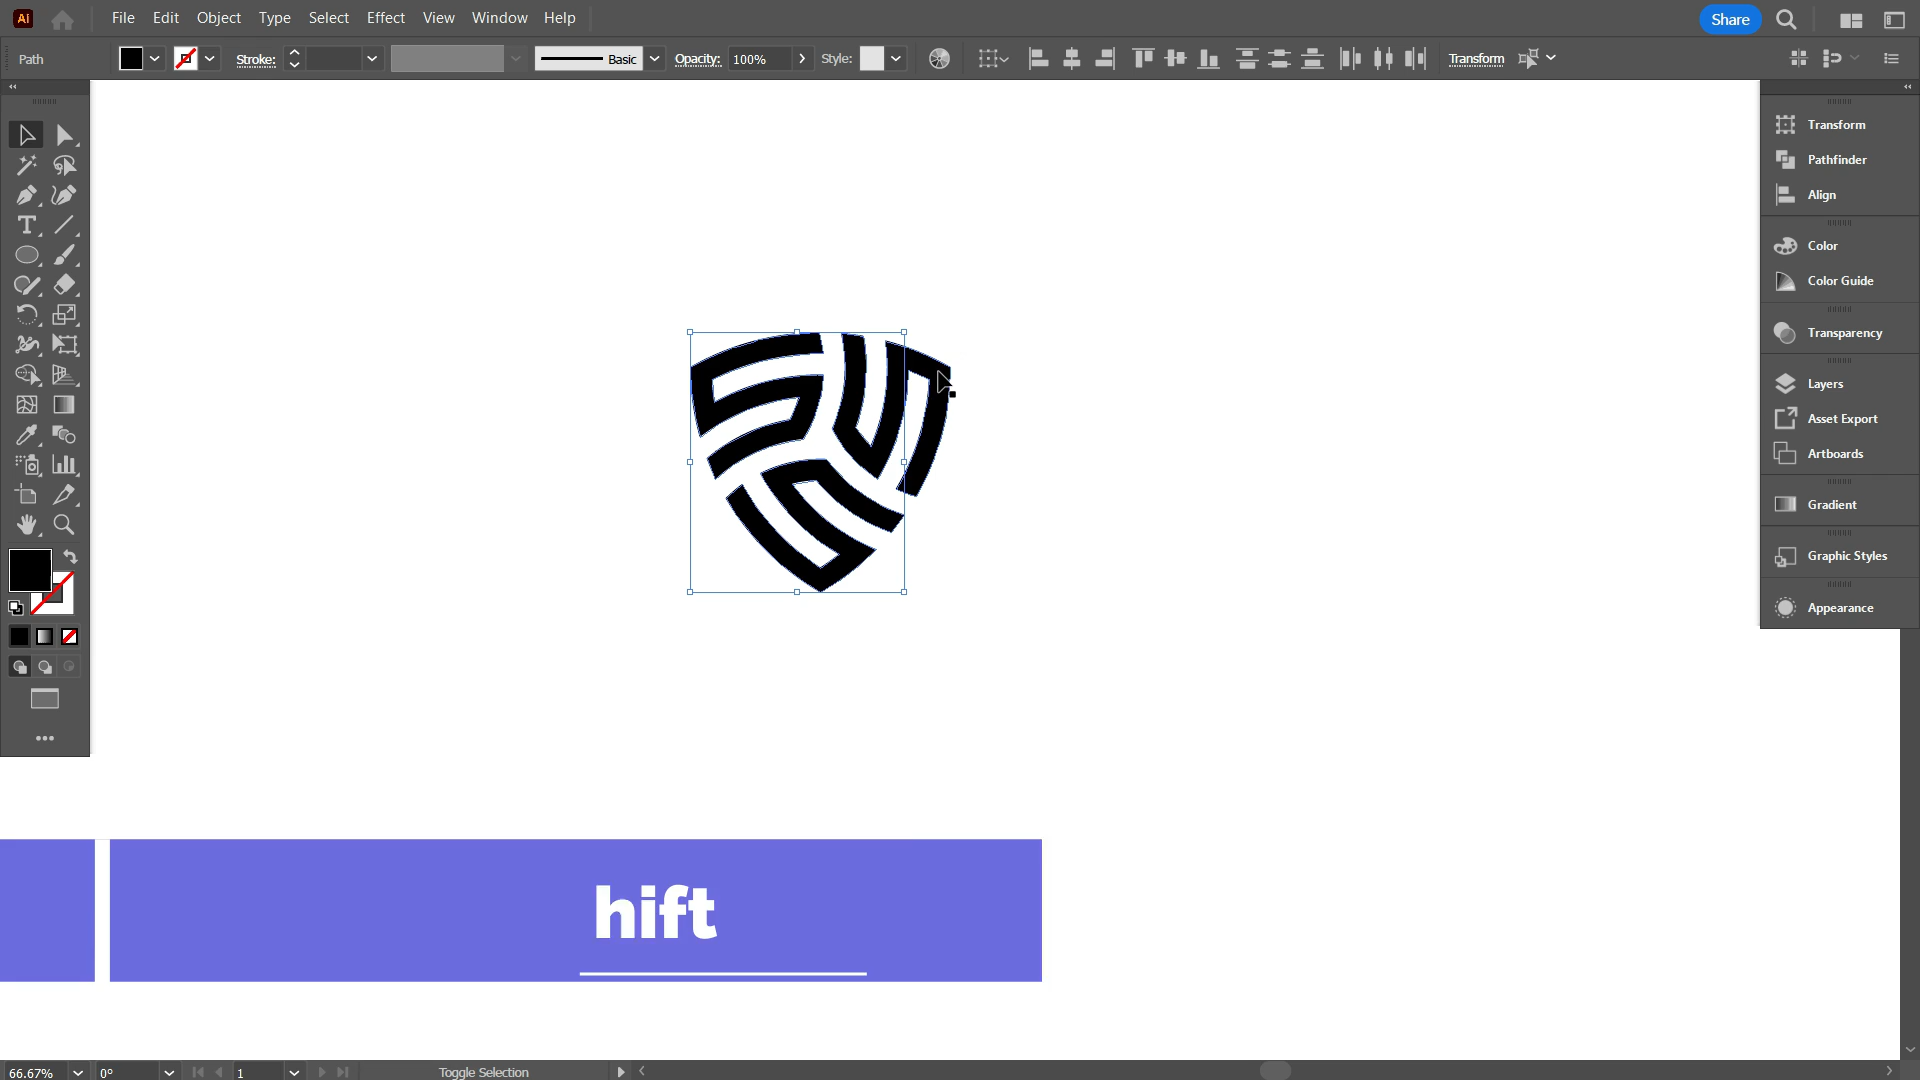 Ai File Edit Object Type Select Effect View Window Help Share
Path Stroke: Basic Opacity: 100% Style: Transform
Transform
Pathfinder
Align
Color
Color Guide
Transparency
Layers
Asset Export
Artboards
Gradient
Graphic Styles
Appearance
hift
66.67% 0° 1 Toggle Selection